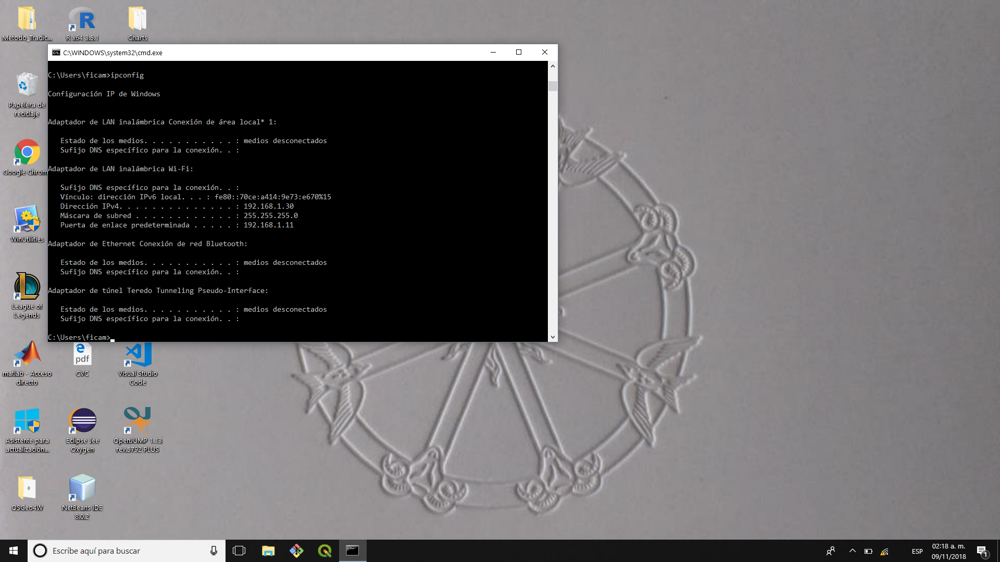 Metodo_Tradic...
R x64 3.5.1
Charts
C:\WINDOWS\system32\cmd.exe
C:\Users\ficam>ipconfig
Configuración IP de Windows
Adaptador de LAN inalámbrica Conexión de área local* 1:
Estado de los medios. . . . . . . . . . . : medios desconectados
Sufijo DNS específico para la conexión. . :
Adaptador de LAN inalámbrica Wi-Fi:
Sufijo DNS específico para la conexión. . :
Vínculo: dirección IPv6 local. . . : fe80::70ce:a414:9e73:e670%15
Dirección IPv4. . . . . . . . . . . . . . : 192.168.1.30
Máscara de subred . . . . . . . . . . . . : 255.255.255.0
Puerta de enlace predeterminada . . . . . : 192.168.1.11
Adaptador de Ethernet Conexión de red Bluetooth:
Estado de los medios. . . . . . . . . . . : medios desconectados
Sufijo DNS específico para la conexión. . :
Adaptador de túnel Teredo Tunneling Pseudo-Interface:
Estado de los medios. . . . . . . . . . . : medios desconectados
Sufijo DNS específico para la conexión. . :
C:\Users\ficam>
Papelera de
reciclaje
Google Chrom
WinUtilities
League of
Legends
matlab - Acceso
directo
pdf
CVC
Visual Studio
Code
Asistente para
actualización...
Eclipse Jee
Oxygen
OpenJUMP 1.13
rev.5792 PLUS
OSGeo4W
NetBeans IDE
8.0.2
Escribe aquí para buscar
ESP
02:18 a. m.
09/11/2018
1